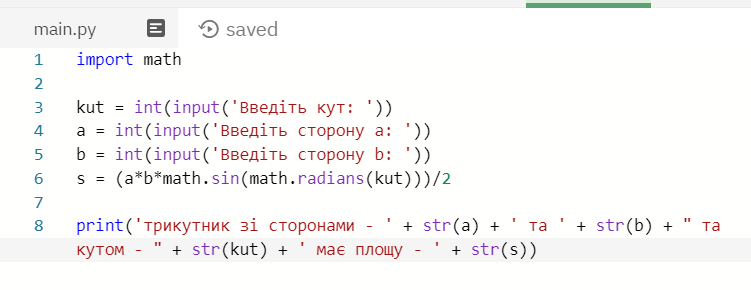 main.py saved
1 import math
2
3 kut = int(input('Введіть кут: '))
4 a = int(input('Введіть сторону a: '))
5 b = int(input('Введіть сторону b: '))
6 s = (a*b*math.sin(math.radians(kut)))/2
7
8 print('трикутник зі сторонами - ' + str(a) + ' та ' + str(b) + " та
кутом - " + str(kut) + ' має площу - ' + str(s))